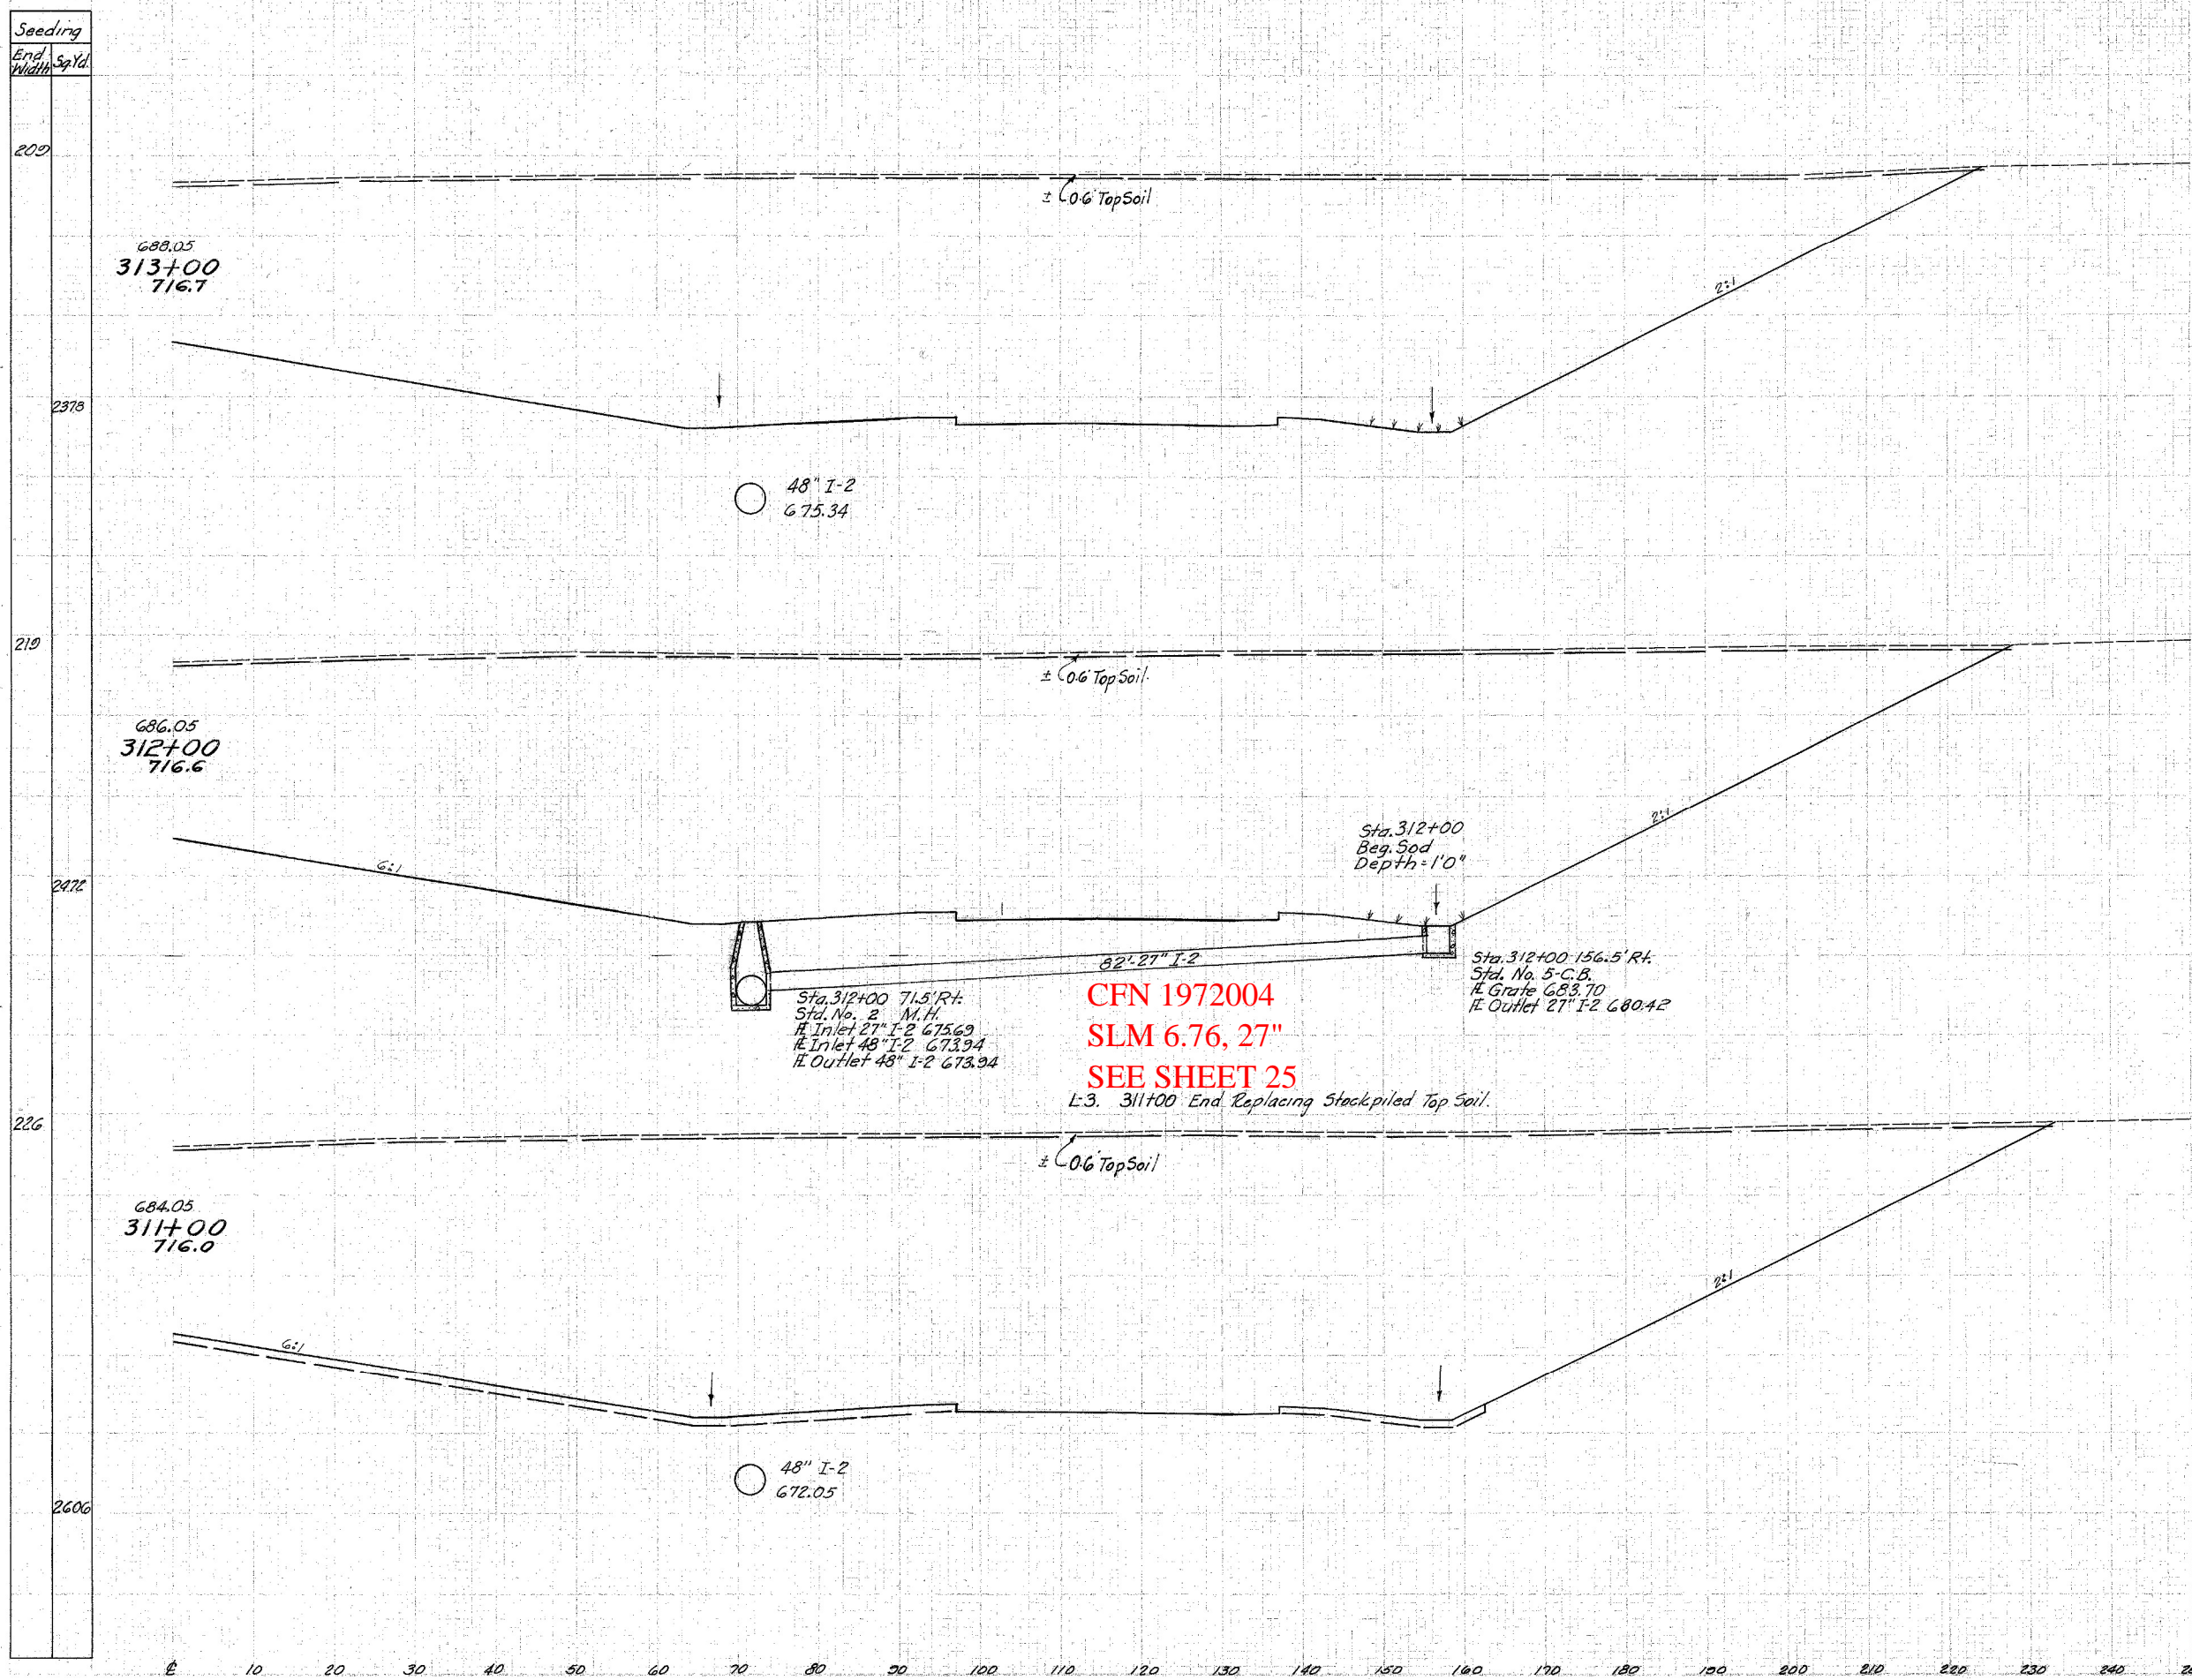 Seeding
End Width Sq.Yd.
209
± 0.6' Top Soil
688.05
313+00
716.7
2:1
2378
48" I-2
675.34
219
± 0.6' Top Soil.
686.05
312+00
716.6
2:1
Sta. 312+00
Beg. Sod
Depth = 1'0"
6:1
2472
82'-27" I-2
Sta. 312+00 156.5' Rt.
Std. No. 5-C.B.
FL Grate 683.70
FL Outlet 27" I-2 680.42
Sta. 312+00 71.5' Rt.
Std. No. 2 M.H.
FL Inlet 27" I-2 675.69
FL Inlet 48" I-2 673.94
FL Outlet 48" I-2 673.94
CFN 1972004
SLM 6.76, 27"
SEE SHEET 25
L-3. 311+00 End Replacing Stockpiled Top Soil.
226
± 0.6' Top Soil
684.05
311+00
716.0
2:1
6:1
48" I-2
672.05
2606
℄ 10 20 30 40 50 60 70 80 90 100 110 120 130 140 150 160 170 180 190 200 210 220 230 240